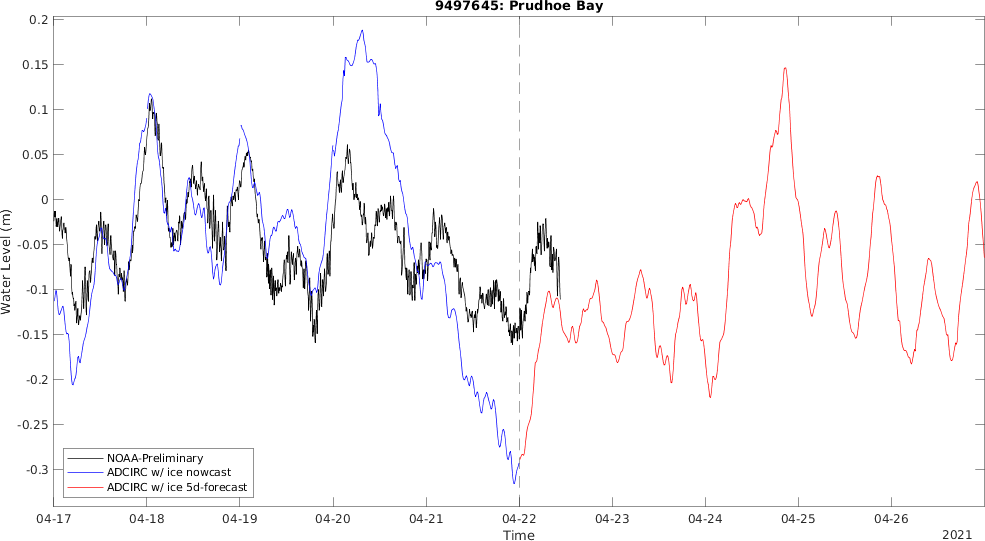 9497645: Prudhoe Bay
Water Level (m)
0.2
0.15
0.1
0.05
0
-0.05
-0.1
-0.15
-0.2
-0.25
-0.3
NOAA-Preliminary
ADCIRC w/ ice nowcast
ADCIRC w/ ice 5d-forecast
04-17 04-18 04-19 04-20 04-21 04-22 04-23 04-24 04-25 04-26
Time
2021